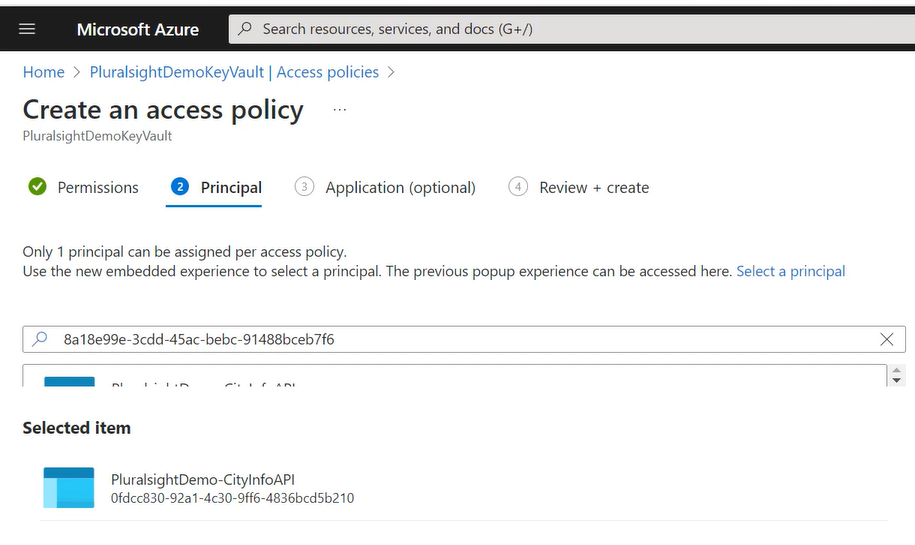 Microsoft Azure
Search resources, services, and docs (G+/)
Home > PluralsightDemoKeyVault | Access policies >
Create an access policy ...
PluralsightDemoKeyVault
Permissions
2 Principal
3 Application (optional)
4 Review + create
Only 1 principal can be assigned per access policy.
Use the new embedded experience to select a principal. The previous popup experience can be accessed here. Select a principal
8a18e99e-3cdd-45ac-bebc-91488bceb7f6
PluralsightDemo-CityInfoAPI
Selected item
PluralsightDemo-CityInfoAPI
0fdcc830-92a1-4c30-9ff6-4836bcd5b210